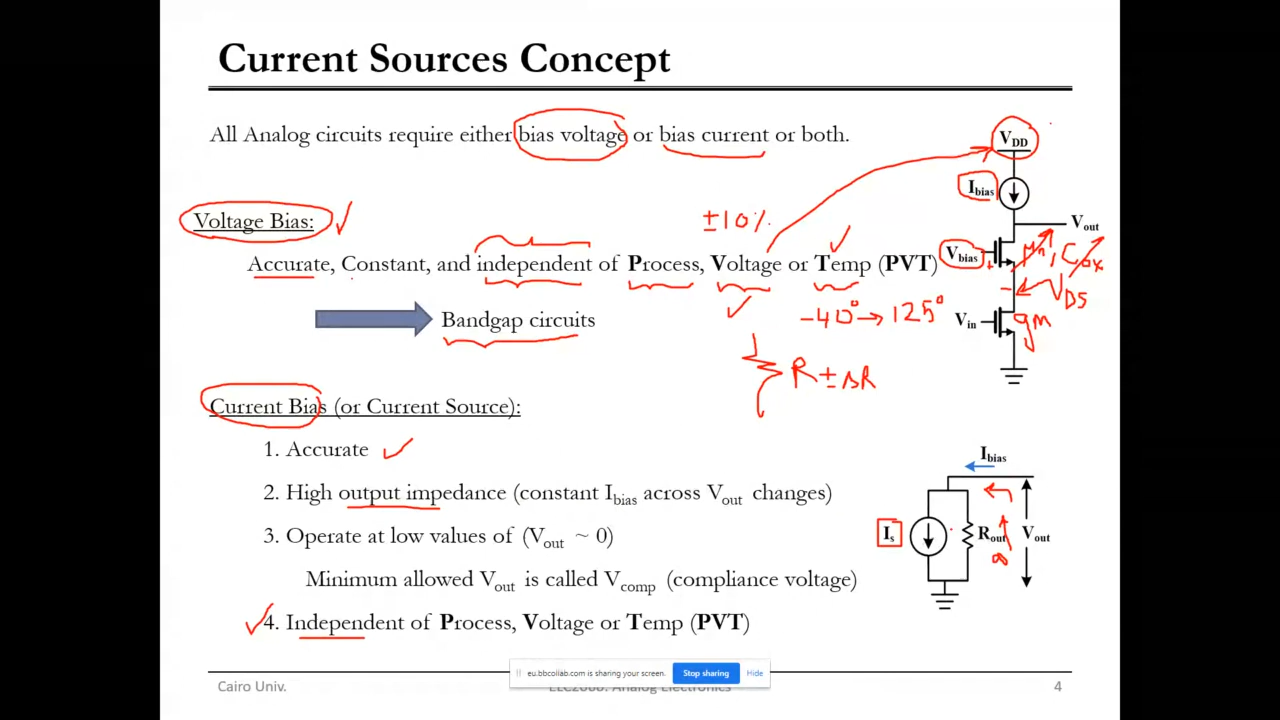 Current Sources Concept
All Analog circuits require either bias voltage or bias current or both.
Voltage Bias:
±10%
Accurate, Constant, and independent of Process, Voltage or Temp (PVT)
-40° → 125°
Bandgap circuits
R ± ΔR
Current Bias (or Current Source):
1. Accurate
2. High output impedance (constant Ibias across Vout changes)
3. Operate at low values of (Vout ~ 0)
Minimum allowed Vout is called Vcomp (compliance voltage)
4. Independent of Process, Voltage or Temp (PVT)
VDD
Ibias
Vout
Vbias
+
μn, Cox
-
VDS
Vin
gm
Ibias
Is
Rout
Vout
∞
eu.bbcollab.com is sharing your screen.
Stop sharing
Hide
Cairo Univ.
Analog Electronics
4